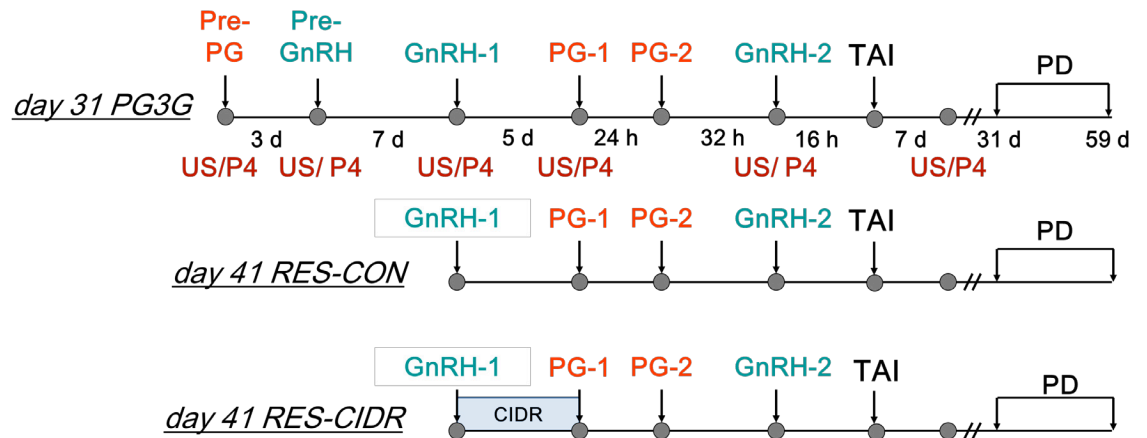 Pre-PG Pre-GnRH GnRH-1 PG-1 PG-2 GnRH-2 TAI PD
day 31 PG3G
3 d 7 d 5 d 24 h 32 h 16 h 7 d 31 d 59 d
US/P4 US/ P4 US/P4 US/P4 US/ P4 US/P4
GnRH-1 PG-1 PG-2 GnRH-2 TAI PD
day 41 RES-CON
GnRH-1 PG-1 PG-2 GnRH-2 TAI PD
CIDR
day 41 RES-CIDR